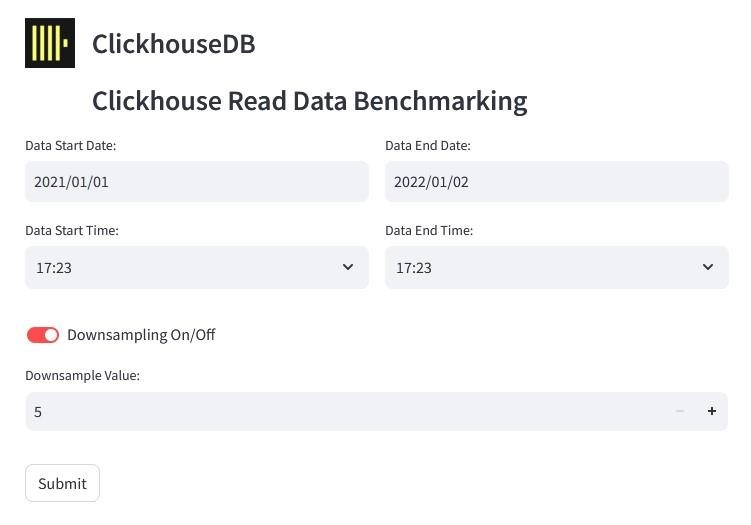 ClickhouseDB
Clickhouse Read Data Benchmarking
Data Start Date:
Data End Date:
2021/01/01
2022/01/02
Data Start Time:
Data End Time:
17:23
17:23
Downsampling On/Off
Downsample Value:
5
Submit